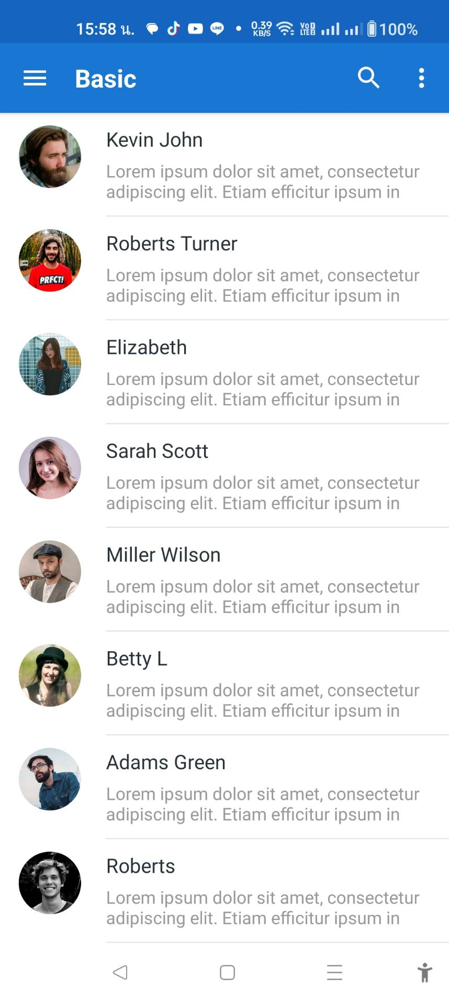 15:58 น. LINE 0.39 KB/S Vo LTE 2 100%
Basic
Kevin John
Lorem ipsum dolor sit amet, consectetur
adipiscing elit. Etiam efficitur ipsum in
Roberts Turner
PRFCT!
Lorem ipsum dolor sit amet, consectetur
adipiscing elit. Etiam efficitur ipsum in
Elizabeth
Lorem ipsum dolor sit amet, consectetur
adipiscing elit. Etiam efficitur ipsum in
Sarah Scott
Lorem ipsum dolor sit amet, consectetur
adipiscing elit. Etiam efficitur ipsum in
Miller Wilson
Lorem ipsum dolor sit amet, consectetur
adipiscing elit. Etiam efficitur ipsum in
Betty L
Lorem ipsum dolor sit amet, consectetur
adipiscing elit. Etiam efficitur ipsum in
Adams Green
Lorem ipsum dolor sit amet, consectetur
adipiscing elit. Etiam efficitur ipsum in
Roberts
Lorem ipsum dolor sit amet, consectetur
adipiscing elit. Etiam efficitur ipsum in